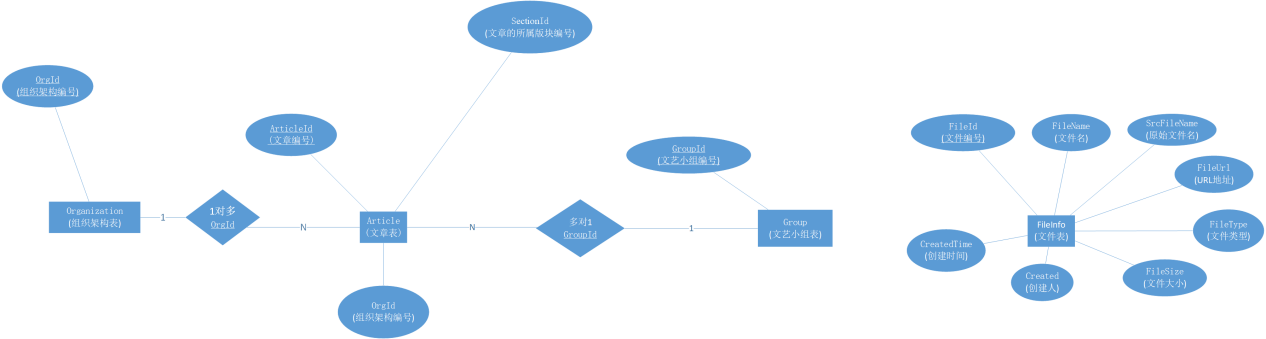 SectionId
(文章的所属版块编号)
OrgId
(组织架构编号)
ArticleId
(文章编号)
GroupId
(文艺小组编号)
Organization
(组织架构表)
1
1对多
OrgId
N
Article
(文章表)
N
多对1
GroupId
1
Group
(文艺小组表)
OrgId
(组织架构编号)
FileId
(文件编号)
FileName
(文件名)
SrcFileName
(原始文件名)
FileUrl
(URL地址)
FileInfo
(文件表)
FileType
(文件类型)
CreatedTime
(创建时间)
Created
(创建人)
FileSize
(文件大小)